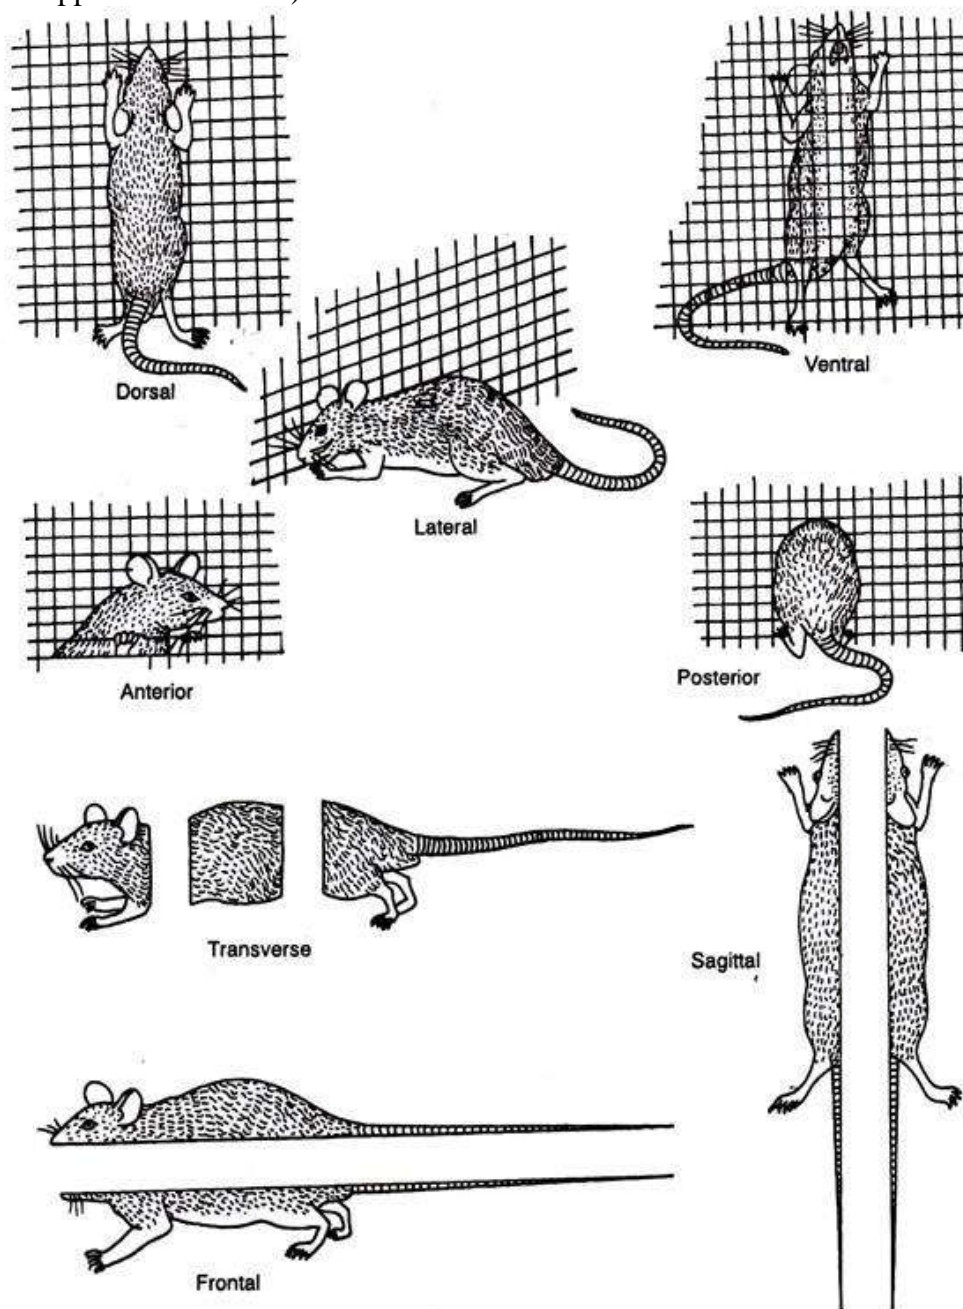 Dorsal
Ventral
Lateral
Anterior
Posterior
Transverse
Sagittal
Frontal